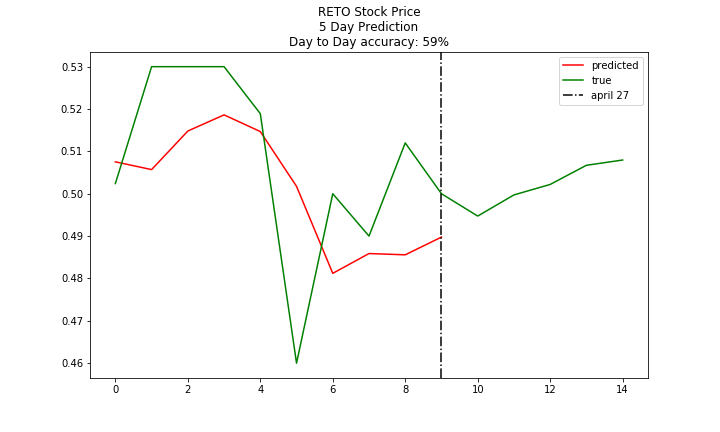 RETO Stock Price
5 Day Prediction
Day to Day accuracy: 59%
predicted
true
april 27
0.53
0.52
0.51
0.50
0.49
0.48
0.47
0.46
0 2 4 6 8 10 12 14